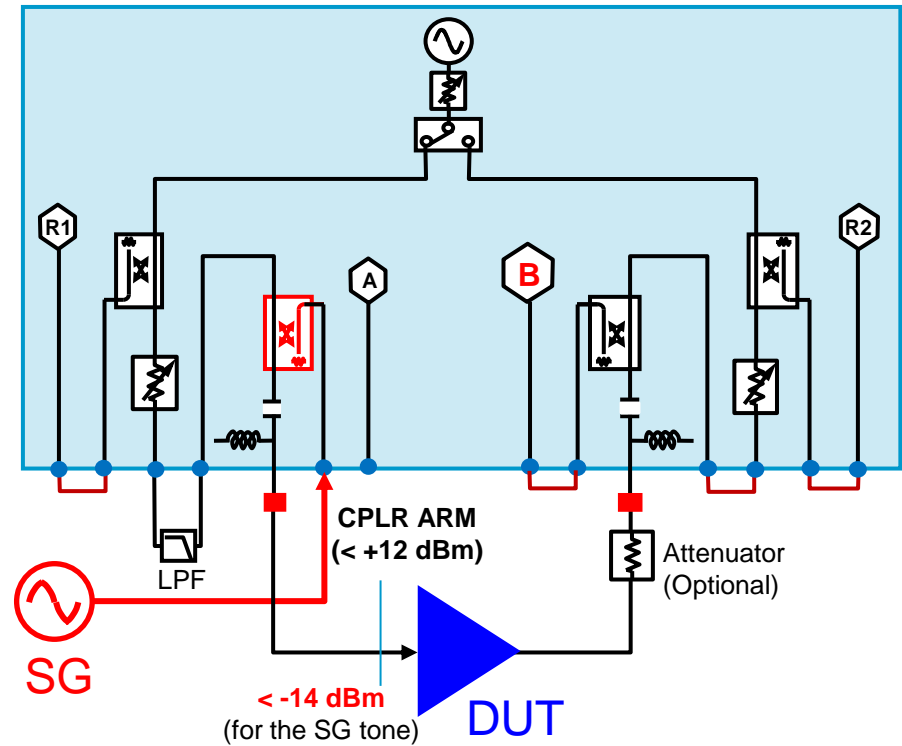 R1
R2
A
B
CPLR ARM
(< +12 dBm)
Attenuator
(Optional)
LPF
SG
< -14 dBm
(for the SG tone)
DUT